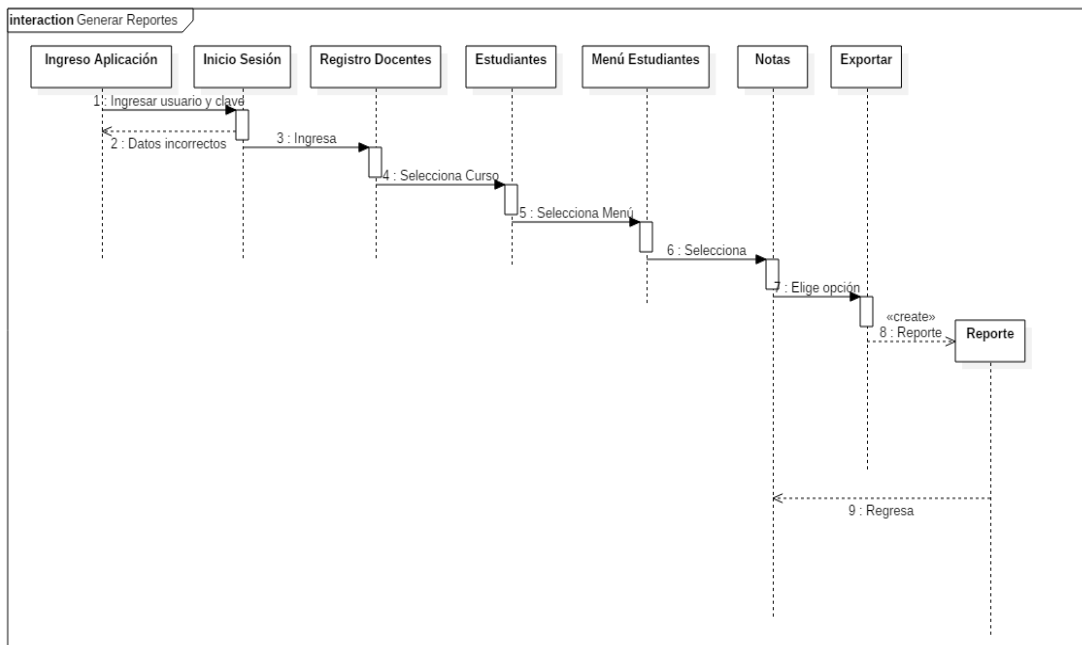 interaction Generar Reportes
Ingreso Aplicación
Inicio Sesión
Registro Docentes
Estudiantes
Menú Estudiantes
Notas
Exportar
1 : Ingresar usuario y clave
2 : Datos incorrectos
3 : Ingresa
4 : Selecciona Curso
5 : Selecciona Menú
6 : Selecciona
7 : Elige opción
«create»
8 : Reporte
Reporte
9 : Regresa